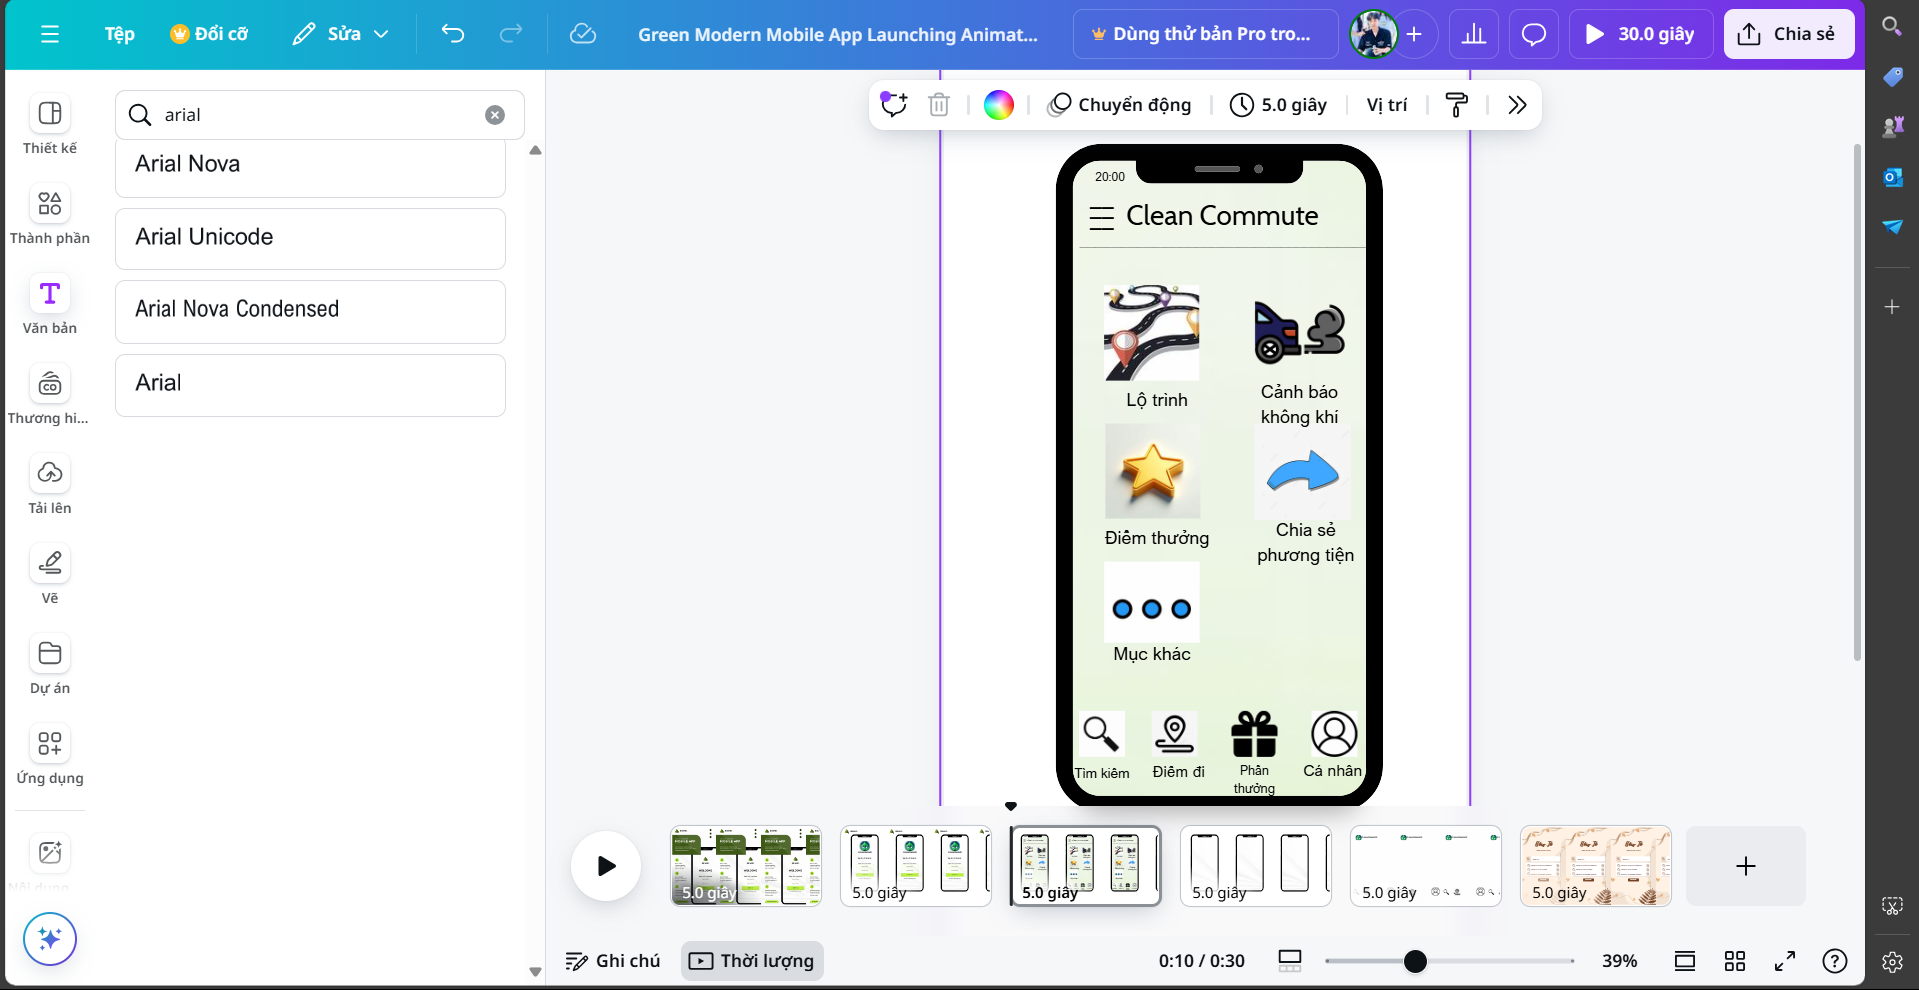 Tệp
Đổi cỡ
Sửa
Green Modern Mobile App Launching Animat...
Dùng thử bản Pro tro...
30.0 giây
Chia sẻ
Thiết kế
Thành phần
Văn bản
Thương hi...
Tải lên
Vẽ
Dự án
Ứng dụng
Nội dung
arial
Arial Nova
Arial Unicode
Arial Nova Condensed
Arial
Chuyển động
5.0 giây
Vị trí
20:00
Clean Commute
Lộ trình
Cảnh báo
không khí
Điểm thưởng
Chia sẻ
phương tiện
Mục khác
Tìm kiếm
Điểm đi
Phần
thưởng
Cá nhân
5.0 giây
5.0 giây
5.0 giây
5.0 giây
5.0 giây
5.0 giây
Ghi chú
Thời lượng
0:10 / 0:30
39%